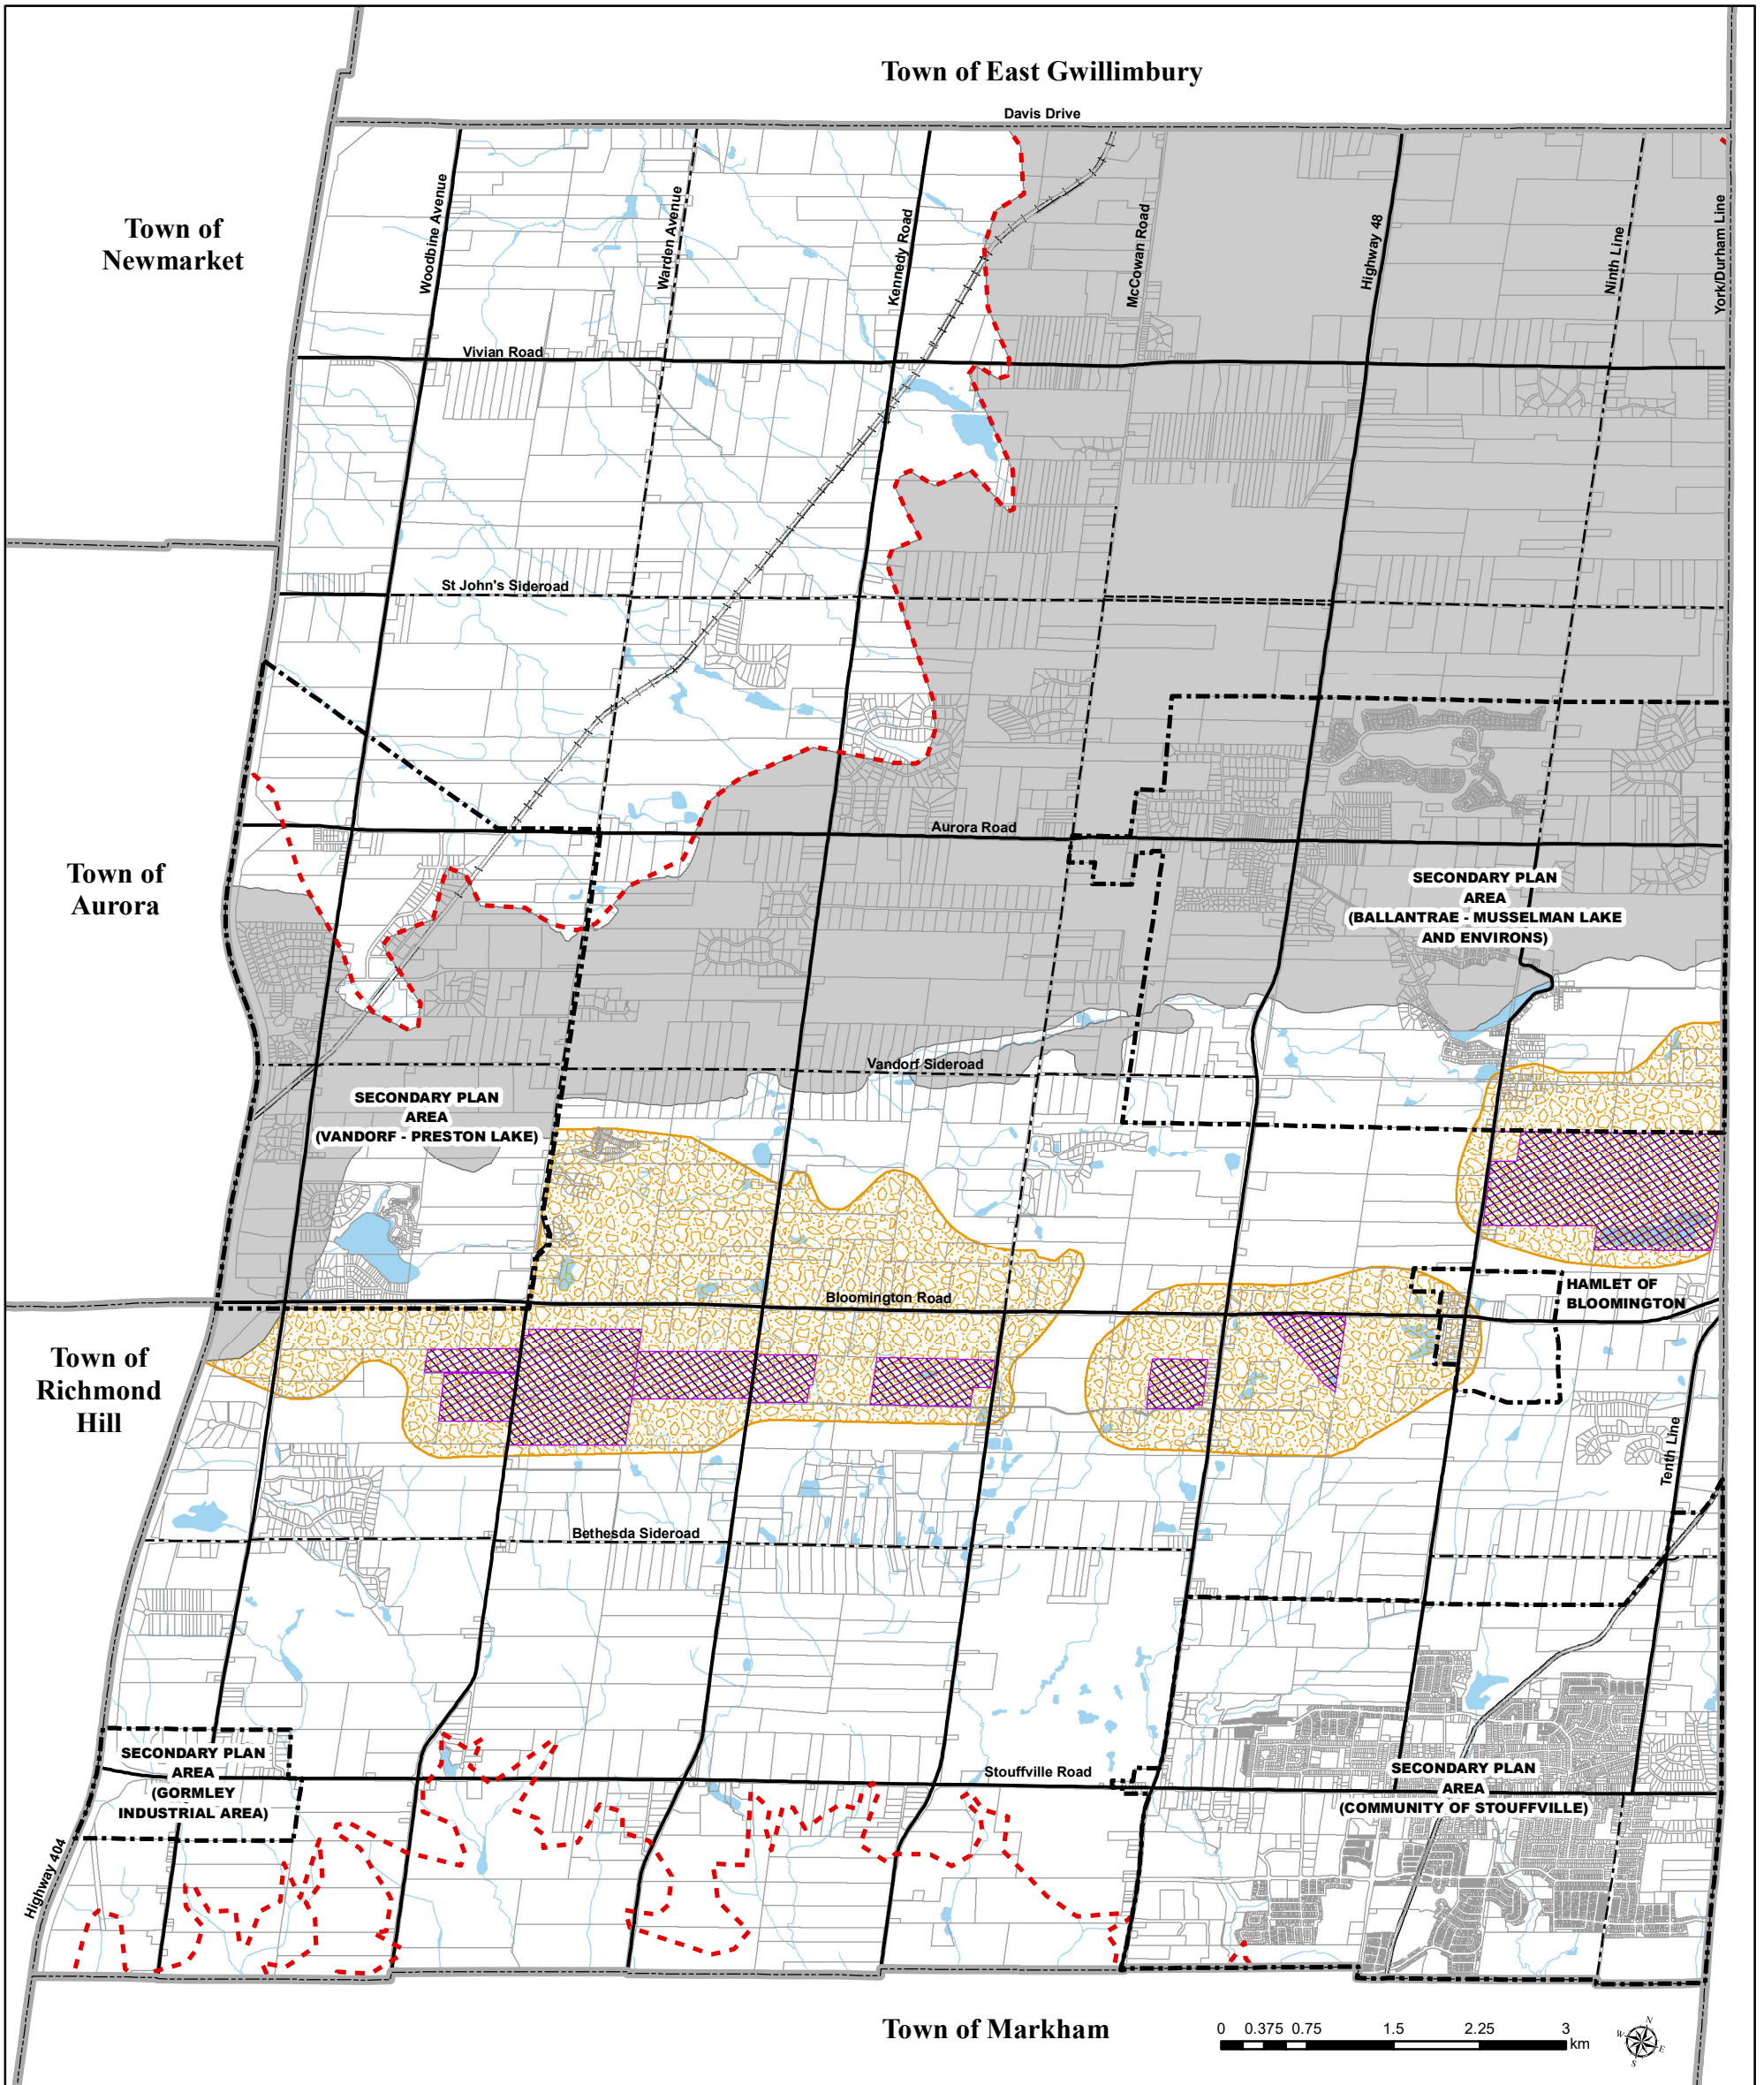 Town of East Gwillimbury
Davis Drive
Town of
Newmarket
Woodbine Avenue
Warden Avenue
Kennedy Road
McCowan Road
Highway 48
Ninth Line
York/Durham Line
Vivian Road
St John's Sideroad
Aurora Road
Town of
Aurora
SECONDARY PLAN
AREA
(BALLANTRAE - MUSSELMAN LAKE
AND ENVIRONS)
Vandorf Sideroad
SECONDARY PLAN
AREA
(VANDORF - PRESTON LAKE)
Bloomington Road
HAMLET OF
BLOOMINGTON
Town of
Richmond
Hill
Tenth Line
Bethesda Sideroad
SECONDARY PLAN
AREA
(GORMLEY
INDUSTRIAL AREA)
Stouffville Road
SECONDARY PLAN
AREA
(COMMUNITY OF STOUFFVILLE)
Highway 404
Town of Markham
0 0.375 0.75 1.5 2.25 3
km
N
W E
S